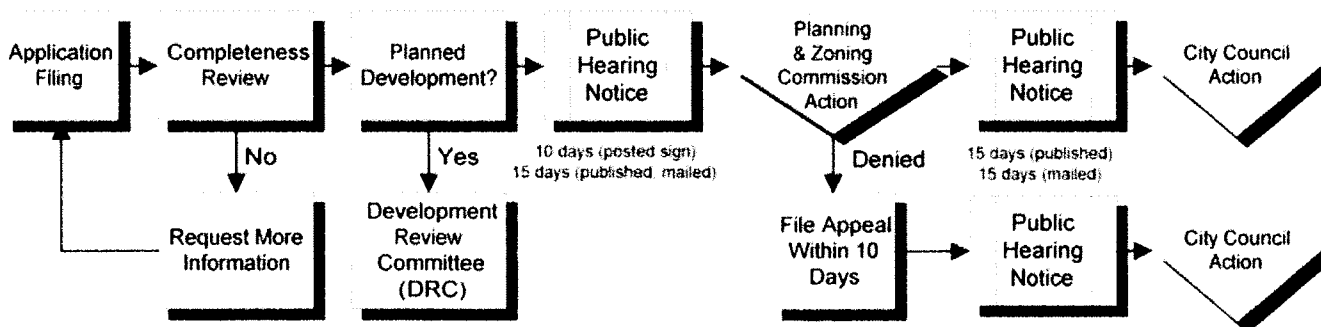 Application
Filing
Completeness
Review
Planned
Development?
Public
Hearing
Notice
Planning
& Zoning
Commission
Action
Public
Hearing
Notice
City Council
Action
No
Yes
10 days (posted sign)
15 days (published, mailed)
Denied
15 days (published)
15 days (mailed)
Request More
Information
Development
Review
Committee
(DRC)
File Appeal
Within 10
Days
Public
Hearing
Notice
City Council
Action